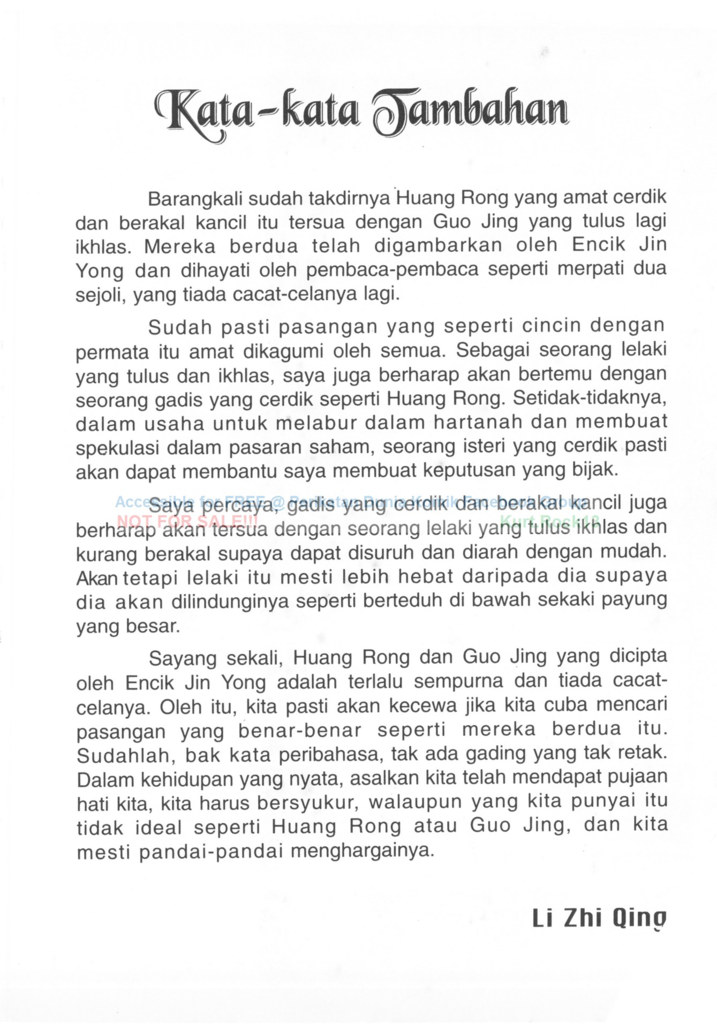 Kata-kata Tambahan
Barangkali sudah takdirnya Huang Rong yang amat cerdik
dan berakal kancil itu tersua dengan Guo Jing yang tulus lagi
ikhlas. Mereka berdua telah digambarkan oleh Encik Jin
Yong dan dihayati oleh pembaca-pembaca seperti merpati dua
sejoli, yang tiada cacat-celanya lagi.
Sudah pasti pasangan yang seperti cincin dengan
permata itu amat dikagumi oleh semua. Sebagai seorang lelaki
yang tulus dan ikhlas, saya juga berharap akan bertemu dengan
seorang gadis yang cerdik seperti Huang Rong. Setidak-tidaknya,
dalam usaha untuk melabur dalam hartanah dan membuat
spekulasi dalam pasaran saham, seorang isteri yang cerdik pasti
akan dapat membantu saya membuat keputusan yang bijak.
Saya percaya, gadis yang cerdik dan berakal kancil juga
berharap akan tersua dengan seorang lelaki yang tulus ikhlas dan
NOT FOR SALE!!!
kurang berakal supaya dapat disuruh dan diarah dengan mudah.
Akan tetapi lelaki itu mesti lebih hebat daripada dia supaya
dia akan dilindunginya seperti berteduh di bawah sekaki payung
yang besar.
Sayang sekali, Huang Rong dan Guo Jing yang dicipta
oleh Encik Jin Yong adalah terlalu sempurna dan tiada cacat-
celanya. Oleh itu, kita pasti akan kecewa jika kita cuba mencari
pasangan yang benar-benar seperti mereka berdua itu.
Sudahlah, bak kata peribahasa, tak ada gading yang tak retak.
Dalam kehidupan yang nyata, asalkan kita telah mendapat pujaan
hati kita, kita harus bersyukur, walaupun yang kita punyai itu
tidak ideal seperti Huang Rong atau Guo Jing, dan kita
mesti pandai-pandai menghargainya.
Li Zhi Qing